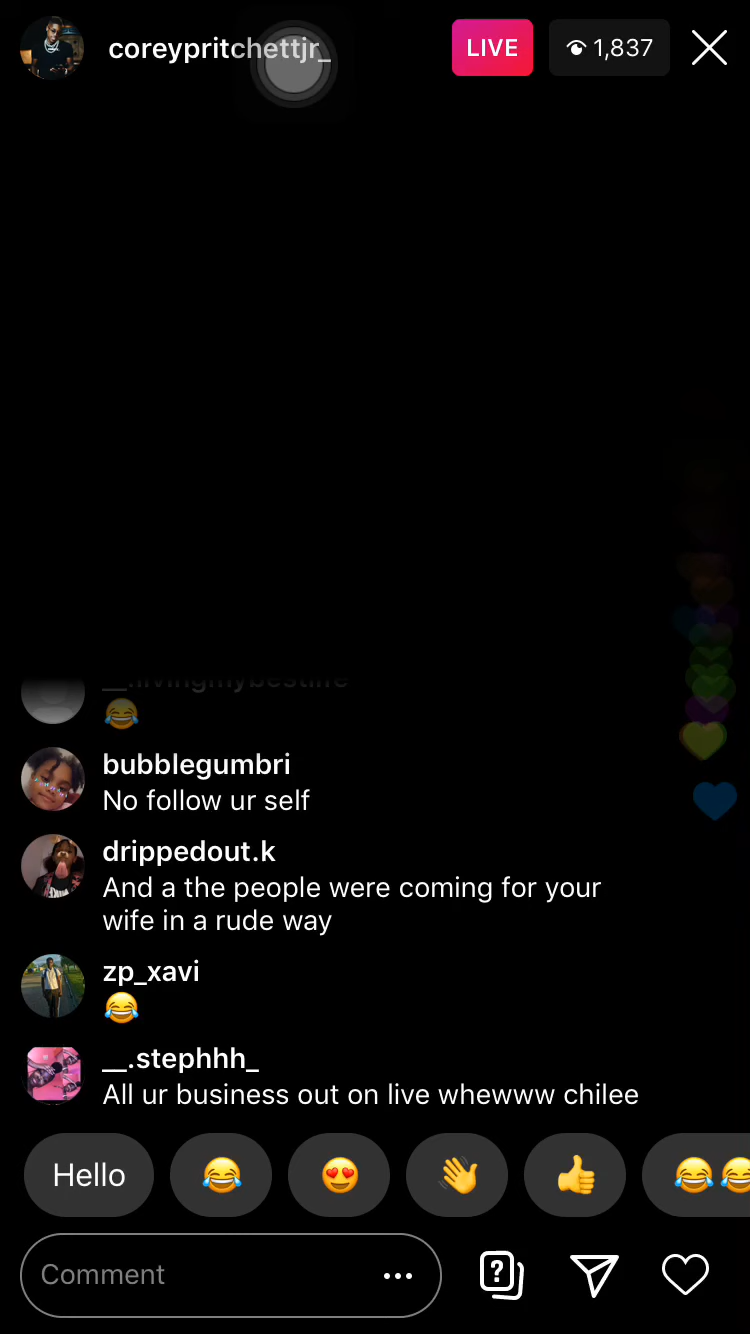 coreypritchettjr_
LIVE
1,837
😂
bubblegumbri
No follow ur self
drippedout.k
And a the people were coming for your
wife in a rude way
zp_xavi
😂
__.stephhh_
All ur business out on live whewww chilee
Hello 😂 😍 👋 👍 😂😂
Comment
?